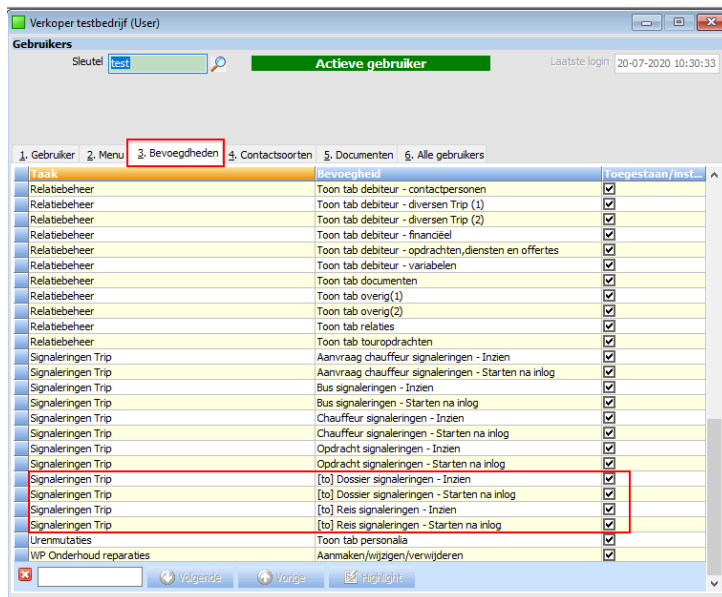 Verkoper testbedrijf (User)
Gebruikers
Sleutel test Actieve gebruiker Laatste login 20-07-2020 10:30:33
1. Gebruiker 2. Menu 3. Bevoegdheden 4. Contactsoorten 5. Documenten 6. Alle gebruikers
Taak Bevoegheid Toegestaan/inst...
Relatiebeheer Toon tab debiteur - contactpersonen
Relatiebeheer Toon tab debiteur - diversen Trip (1)
Relatiebeheer Toon tab debiteur - diversen Trip (2)
Relatiebeheer Toon tab debiteur - financiëel
Relatiebeheer Toon tab debiteur - opdrachten,diensten en offertes
Relatiebeheer Toon tab debiteur - variabelen
Relatiebeheer Toon tab documenten
Relatiebeheer Toon tab overig(1)
Relatiebeheer Toon tab overig(2)
Relatiebeheer Toon tab relaties
Relatiebeheer Toon tab touropdrachten
Signaleringen Trip Aanvraag chauffeur signaleringen - Inzien
Signaleringen Trip Aanvraag chauffeur signaleringen - Starten na inlog
Signaleringen Trip Bus signaleringen - Inzien
Signaleringen Trip Bus signaleringen - Starten na inlog
Signaleringen Trip Chauffeur signaleringen - Inzien
Signaleringen Trip Chauffeur signaleringen - Starten na inlog
Signaleringen Trip Opdracht signaleringen - Inzien
Signaleringen Trip Opdracht signaleringen - Starten na inlog
Signaleringen Trip [to] Dossier signaleringen - Inzien
Signaleringen Trip [to] Dossier signaleringen - Starten na inlog
Signaleringen Trip [to] Reis signaleringen - Inzien
Signaleringen Trip [to] Reis signaleringen - Starten na inlog
Urenmutaties Toon tab personalia
WP Onderhoud reparaties Aanmaken/wijzigen/verwijderen
Volgende Vorige Highlight